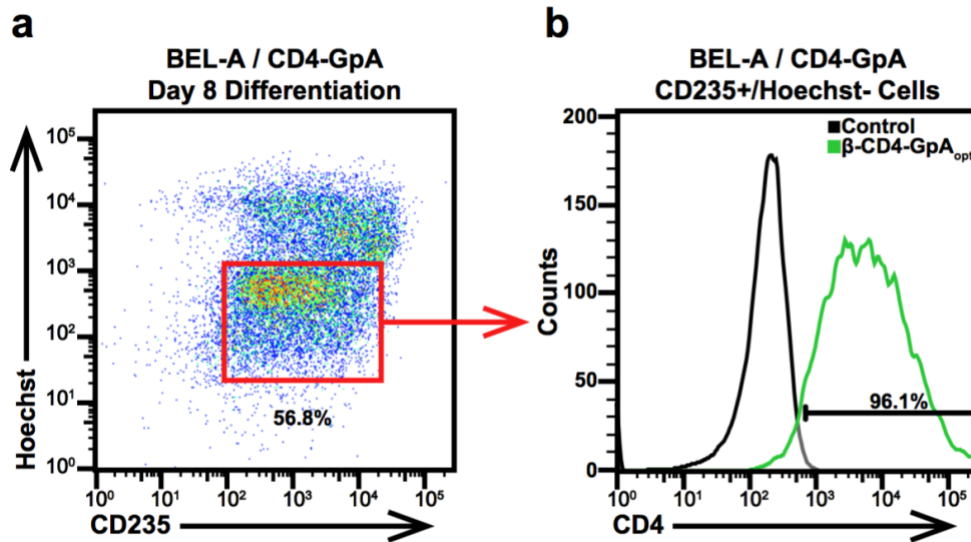 a
BEL-A / CD4-GpA
Day 8 Differentiation
Hoechst
10⁵
10⁴
10³
10²
10¹
10⁰
56.8%
10⁰ 10¹ 10² 10³ 10⁴ 10⁵
CD235
b
BEL-A / CD4-GpA
CD235+/Hoechst- Cells
Counts
200
150
100
50
0
Control
β-CD4-GpAopt
96.1%
10⁰ 10¹ 10² 10³ 10⁴ 10⁵
CD4